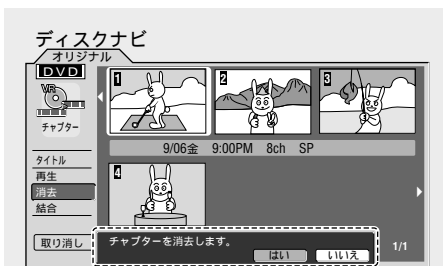 ディスクナビ
オリジナル
DVD
VR
チャプター
タイトル
再生
消去
結合
取り消し
1
2
3
9/06金 9:00PM 8ch SP
4
チャプターを消去します。
はい いいえ
1/1